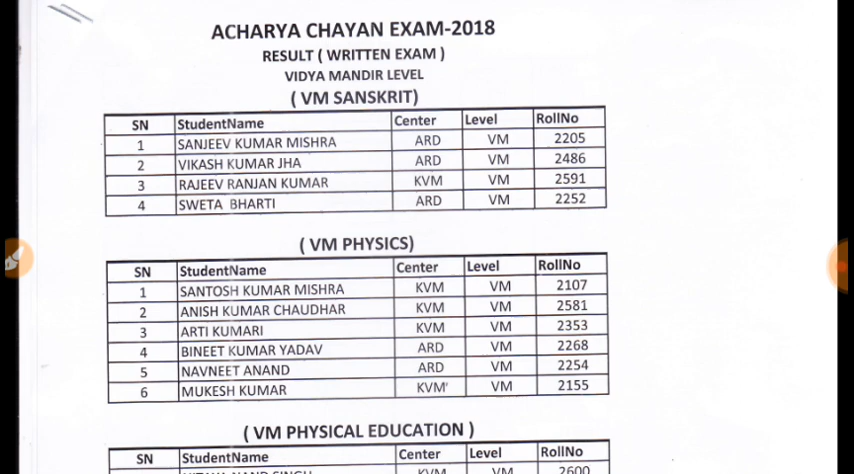 ACHARYA CHAYAN EXAM-2018
RESULT ( WRITTEN EXAM )
VIDYA MANDIR LEVEL
( VM SANSKRIT)
SN StudentName Center Level RollNo
1 SANJEEV KUMAR MISHRA ARD VM 2205
2 VIKASH KUMAR JHA ARD VM 2486
3 RAJEEV RANJAN KUMAR KVM VM 2591
4 SWETA BHARTI ARD VM 2252
( VM PHYSICS)
SN StudentName Center Level RollNo
1 SANTOSH KUMAR MISHRA KVM VM 2107
2 ANISH KUMAR CHAUDHAR KVM VM 2581
3 ARTI KUMARI KVM VM 2353
4 BINEET KUMAR YADAV ARD VM 2268
5 NAVNEET ANAND ARD VM 2254
6 MUKESH KUMAR KVM VM 2155
( VM PHYSICAL EDUCATION )
SN StudentName Center Level RollNo
KVM VM 2600